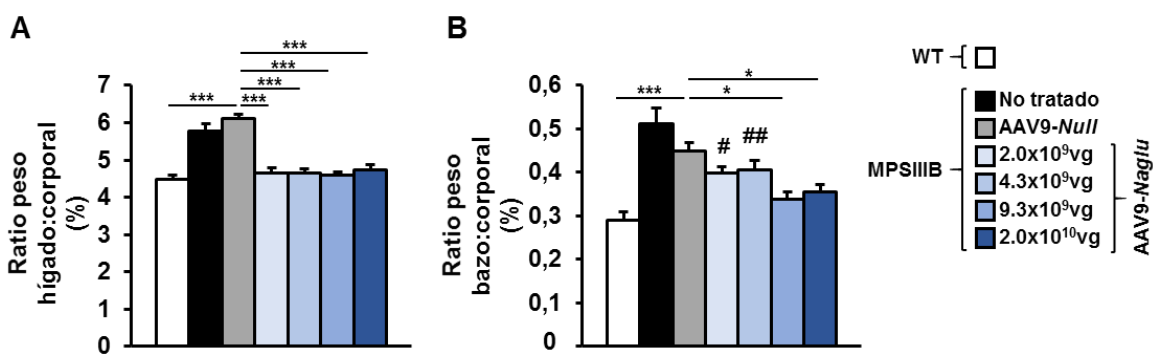 A
Ratio peso
hígado:corporal
(%)
7
6
5
4
3
2
1
0
***
***
***
***
***
B
Ratio peso
bazo:corporal
(%)
0,6
0,5
0,4
0,3
0,2
0,1
0
*
***
*
#
##
WT
MPSIIIB
No tratado
AAV9-Null
2.0x10⁹vg
4.3x10⁹vg
9.3x10⁹vg
2.0x10¹⁰vg
AAV9-Naglu